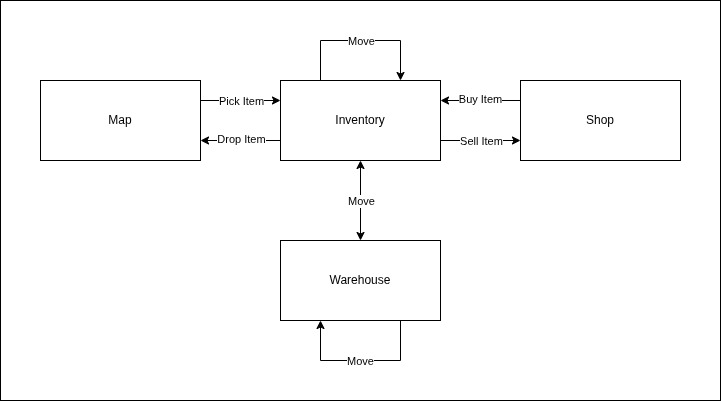 Move
Map
Pick Item
Drop Item
Inventory
Buy Item
Sell Item
Shop
Move
Warehouse
Move